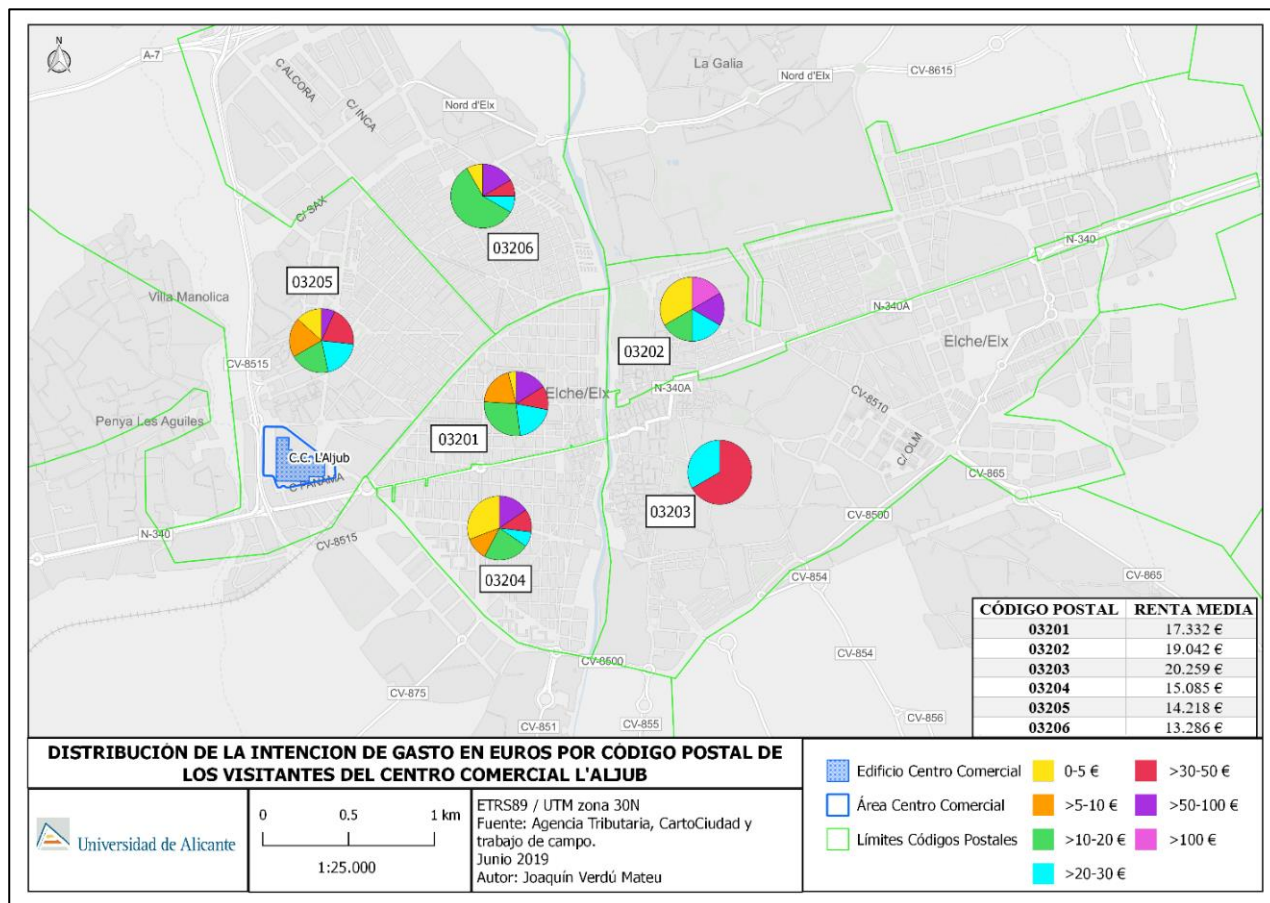 N
A-7
C ALCORA
C/ INCA
Nord d'Elx
La Galia
Nord d'Elx
CV-8615
C/ SAX
03206
N-340
03205
Villa Manolica
N-340A
03202
Elche/Elx
CV-8515
N-340A
Elche/Elx
CV-8510
Penya Les Aguiles
03201
C/ OLM
C.C. L'Aljub
C PANAMA
CV-865
03203
CV-8500
N-340
CV-8515
03204
CV-854
CV-865
CV-8500
CV-854
CV-875
CV-851
CV-855
CV-856
CÓDIGO POSTAL RENTA MEDIA
03201 17.332 €
03202 19.042 €
03203 20.259 €
03204 15.085 €
03205 14.218 €
03206 13.286 €
DISTRIBUCIÓN DE LA INTENCION DE GASTO EN EUROS POR CÓDIGO POSTAL DE
LOS VISITANTES DEL CENTRO COMERCIAL L'ALJUB
Universidad de Alicante
0 0.5 1 km
1:25.000
ETRS89 / UTM zona 30N
Fuente: Agencia Tributaria, CartoCiudad y
trabajo de campo.
Junio 2019
Autor: Joaquín Verdú Mateu
Edificio Centro Comercial 0-5 € >30-50 €
Área Centro Comercial >5-10 € >50-100 €
Límites Códigos Postales >10-20 € >100 €
>20-30 €